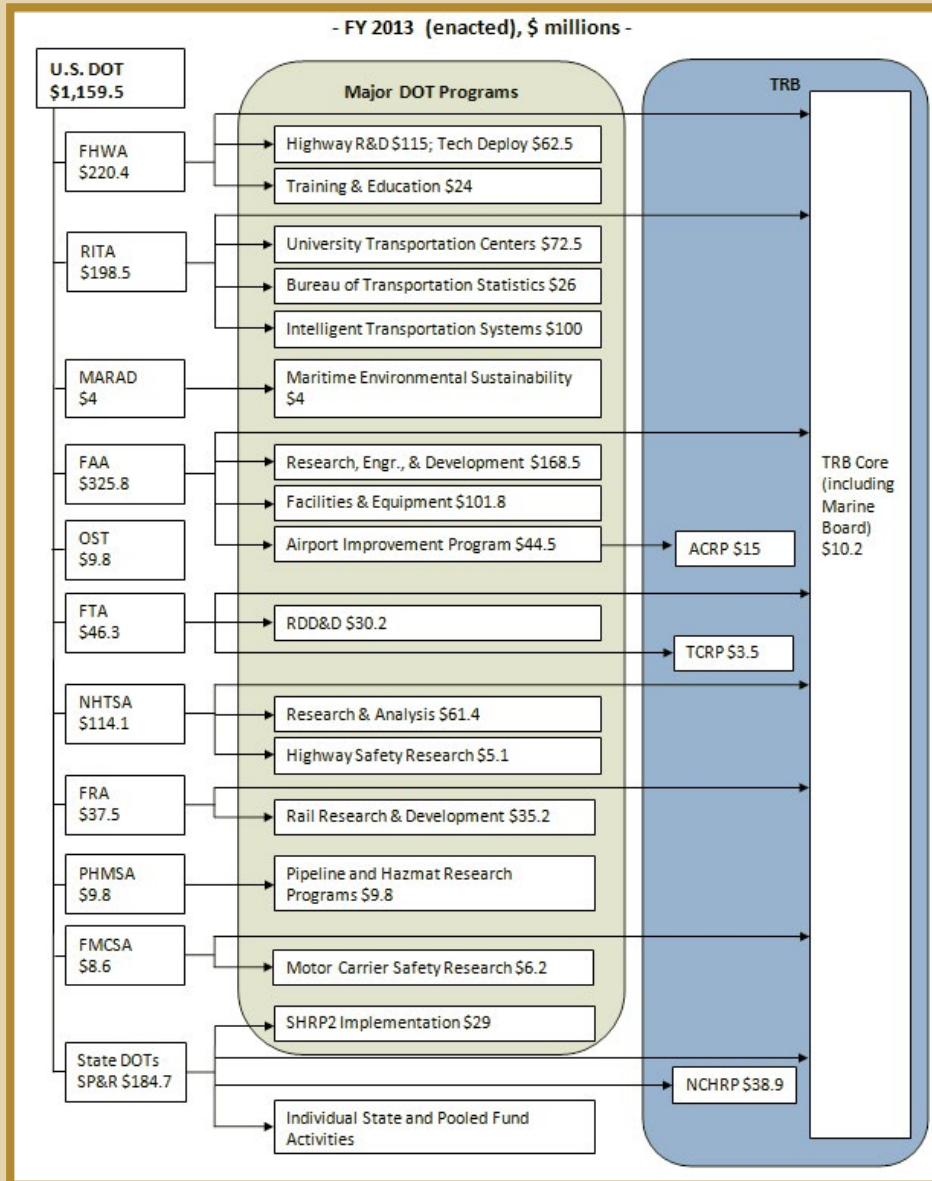 - FY 2013 (enacted), $ millions -
U.S. DOT
$1,159.5
Major DOT Programs
TRB
FHWA
$220.4
Highway R&D $115; Tech Deploy $62.5
Training & Education $24
RITA
$198.5
University Transportation Centers $72.5
Bureau of Transportation Statistics $26
Intelligent Transportation Systems $100
MARAD
$4
Maritime Environmental Sustainability
$4
FAA
$325.8
Research, Engr., & Development $168.5
Facilities & Equipment $101.8
Airport Improvement Program $44.5
ACRP $15
TRB Core
(including
Marine
Board)
$10.2
OST
$9.8
FTA
$46.3
RDD&D $30.2
TCRP $3.5
NHTSA
$114.1
Research & Analysis $61.4
Highway Safety Research $5.1
FRA
$37.5
Rail Research & Development $35.2
PHMSA
$9.8
Pipeline and Hazmat Research
Programs $9.8
FMCSA
$8.6
Motor Carrier Safety Research $6.2
SHRP2 Implementation $29
State DOTs
SP&R $184.7
NCHRP $38.9
Individual State and Pooled Fund
Activities